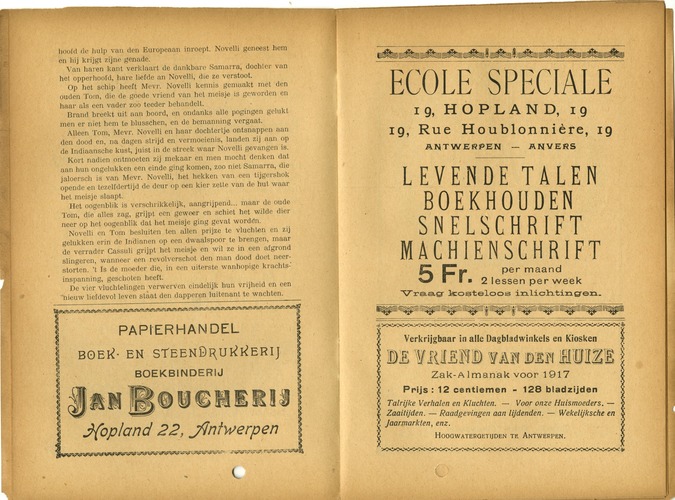 hoofd de hulp van den Europeaan inroept. Novelli geneest hem
en hij krijgt zijne genade.
Van haren kant verklaart de dankbare Samarra, dochter van
het opperhoofd, hare liefde an Novelli, die ze verstoot.
Op het schip heeft Mevr. Novelli kennis gemaakt met den
ouden Tom, die de goede vriend van het meisje is geworden en
haar als een vader zoo teeder behandelt.
Brand breekt uit aan boord, en ondanks alle pogingen gelukt
men er niet hem te blusschen, en de bemanning vergaat.
Alleen Tom, Mevr. Novelli en haar dochtertje ontsnappen aan
den dood en, na dagen strijd en vermoeienis, landen zij aan op
de Indiaansche kust, juist in de streek waar Novelli gevangen is.
Kort nadien ontmoeten zij mekaar en men mocht denken dat
aan hun ongelukken een einde ging komen, zoo niet Samarra, die
jaloersch is van Mevr. Novelli, het hekken van een tijgershok
opende en tezelfdertijd de deur op een kier zette van de hut waar
het meisje slaapt.
Het oogenblik is verschrikkelijk, aangrijpend... maar de oude
Tom, die alles zag, grijpt een geweer en schiet het wilde dier
neer op het oogenblik dat het meisje ging gevat worden.
Novelli en Tom besluiten ten allen prijze te vluchten en zij
gelukken erin de Indianen op een dwaalspoor te brengen, maar
de verrader Cassuli grijpt het meisje en wil ze in een afgrond
slingeren, wanneer een revolverschot den man dood doet neer-
storten. 't Is de moeder die, in een uiterste wanhopige krachts-
inspanning, geschoten heeft.
De vier vluchtelingen verwerven eindelijk hun vrijheid en een
'nieuw liefdevol leven staat den dapperen luitenant te wachten.
PAPIERHANDEL
BOEK- EN STEENDRUKKERIJ
BOEKBINDERIJ
JAN BOUCHERIJ
Hopland 22, Antwerpen
ECOLE SPECIALE
19, HOPLAND, 19
19, Rue Houblonnière, 19
ANTWERPEN — ANVERS
LEVENDE TALEN
BOEKHOUDEN
SNELSCHRIFT
MACHIENSCHRIFT
5 Fr. per maand
2 lessen per week
Vraag kosteloos inlichtingen.
Verkrijgbaar in alle Dagbladwinkels en Kiosken
DE VRIEND VAN DEN HUIZE
Zak-Almanak voor 1917
Prijs : 12 centiemen - 128 bladzijden
Talrijke Verhalen en Kluchten. — Voor onze Huismoeders. —
Zaaitijden. — Raadgevingen aan lijdenden. — Wekelijksche en
Jaarmarkten, enz.
HOOGWATERGETIJDEN TE ANTWERPEN.